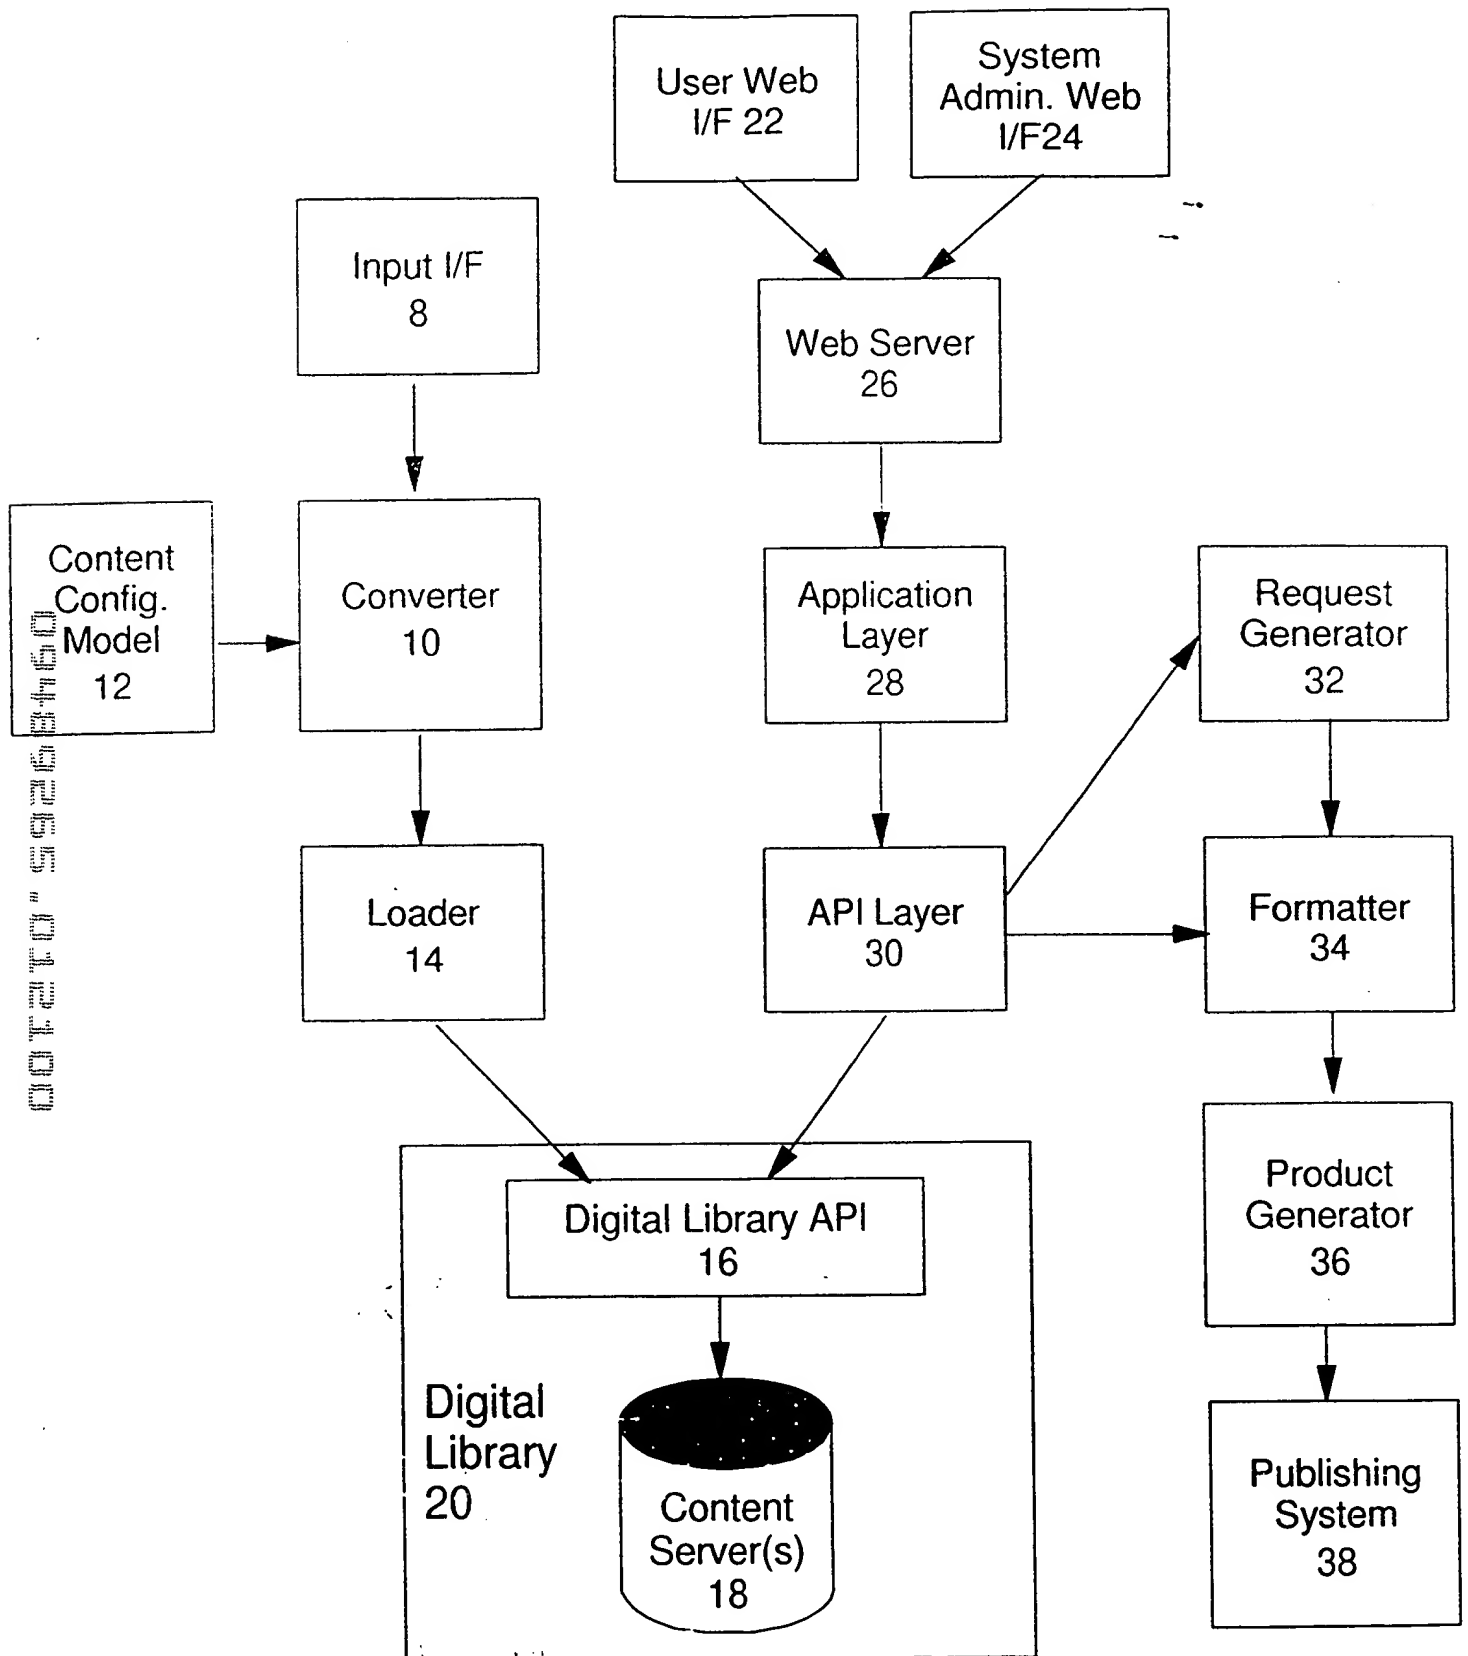 User Web
I/F 22
System
Admin. Web
I/F24
Input I/F
8
Web Server
26
Content
Config.
Model
12
Converter
10
Application
Layer
28
Request
Generator
32
Loader
14
API Layer
30
Formatter
34
Digital Library API
16
Product
Generator
36
Digital
Library
20
Content
Server(s)
18
Publishing
System
38
09489265.012100